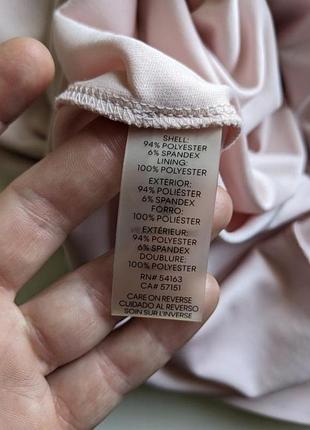 SHELL:
94% POLYESTER
6% SPANDEX
LINING:
100% POLYESTER
EXTERIOR:
94% POLIÉSTER
6% SPANDEX
FORRO:
100% POLIÉSTER
EXTÉRIEUR:
94% POLYESTER
6% SPANDEX
DOUBLURE:
100% POLYESTER
RN# 54163
CA# 57151
CARE ON REVERSE
CUIDADO AL REVERSO
SOIN SUR L'INVERSE